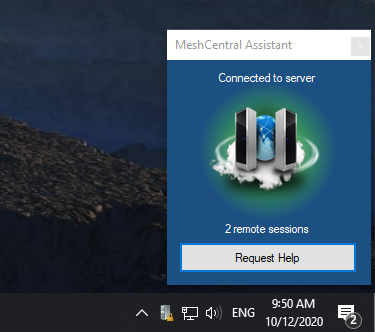 MeshCentral Assistant
Connected to server
2 remote sessions
Request Help
ENG
9:50 AM
10/12/2020
2